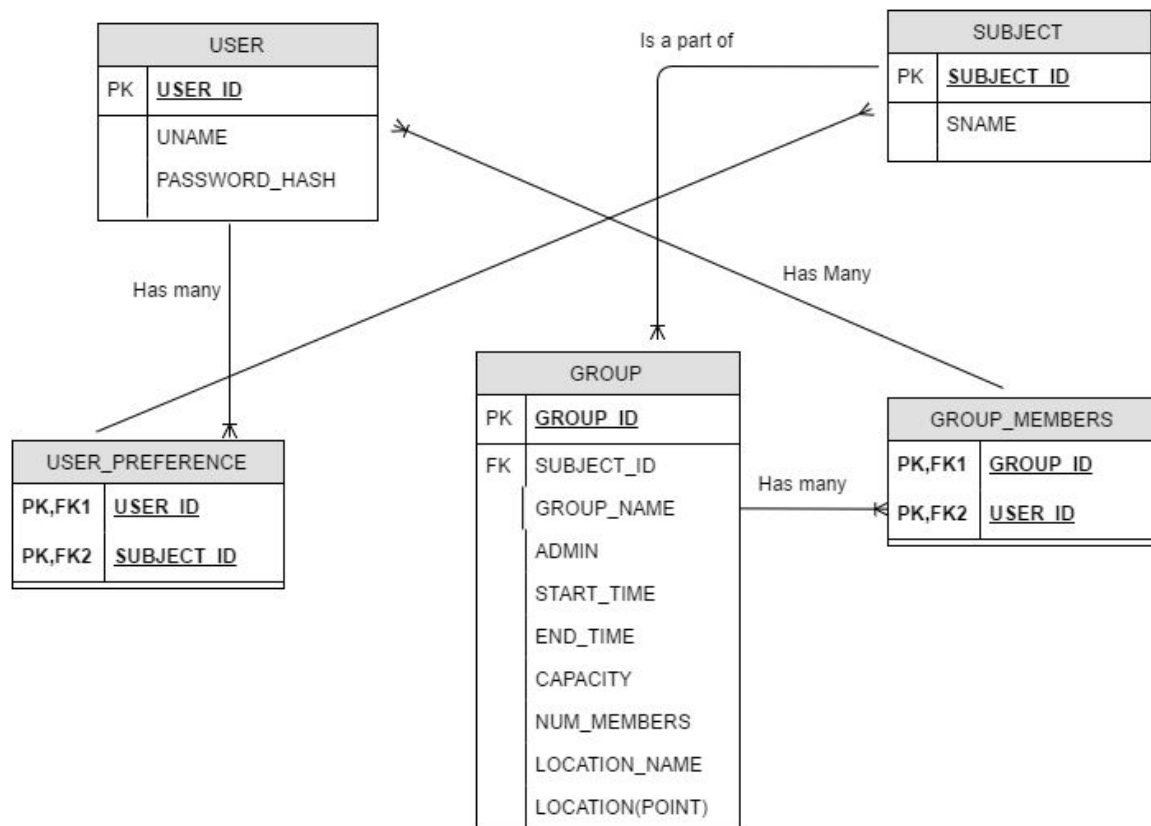 USER
PK USER_ID
UNAME
PASSWORD_HASH
Is a part of
SUBJECT
PK SUBJECT_ID
SNAME
Has many
Has Many
USER_PREFERENCE
PK,FK1 USER_ID
PK,FK2 SUBJECT_ID
GROUP
PK GROUP_ID
FK SUBJECT_ID
GROUP_NAME
ADMIN
START_TIME
END_TIME
CAPACITY
NUM_MEMBERS
LOCATION_NAME
LOCATION(POINT)
Has many
GROUP_MEMBERS
PK,FK1 GROUP_ID
PK,FK2 USER_ID